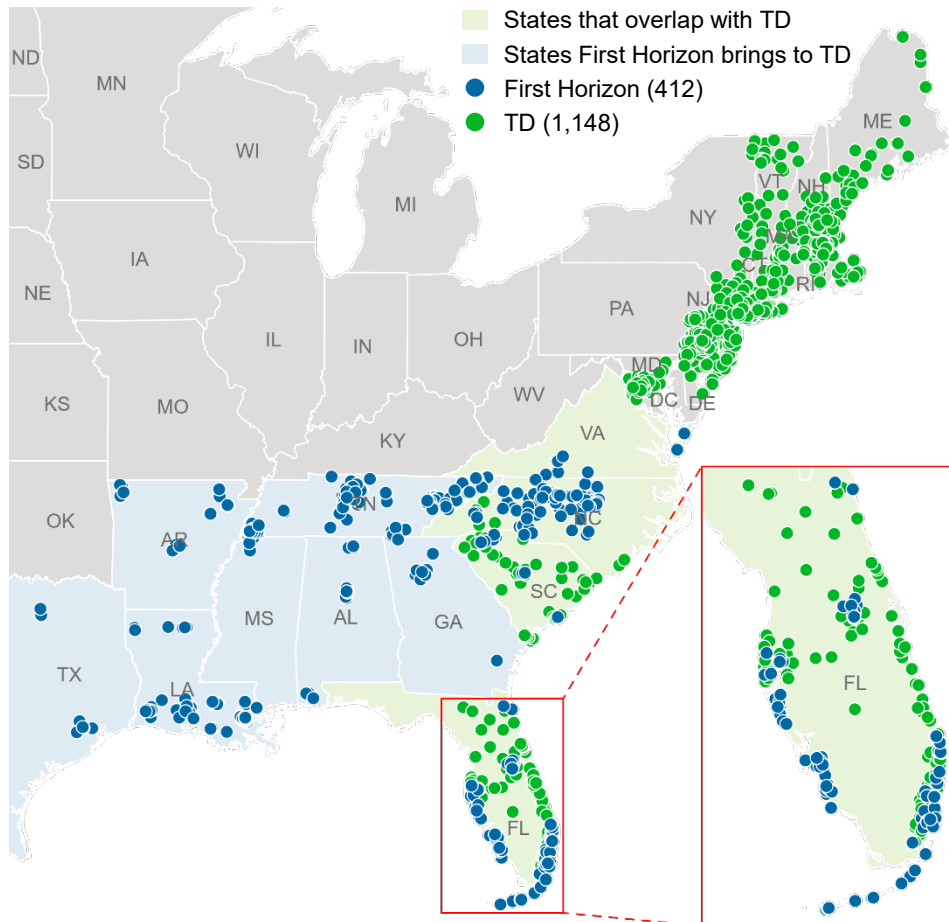 States that overlap with TD
States First Horizon brings to TD
First Horizon (412)
TD (1,148)
ND
MN
ME
SD
WI
VT
NH
MI
NY
MA
IA
CT
RI
NE
PA
NJ
IL
IN
OH
MD
DC
DE
WV
KS
MO
VA
KY
OK
TN
NC
AR
SC
MS
AL
GA
TX
LA
FL
FL